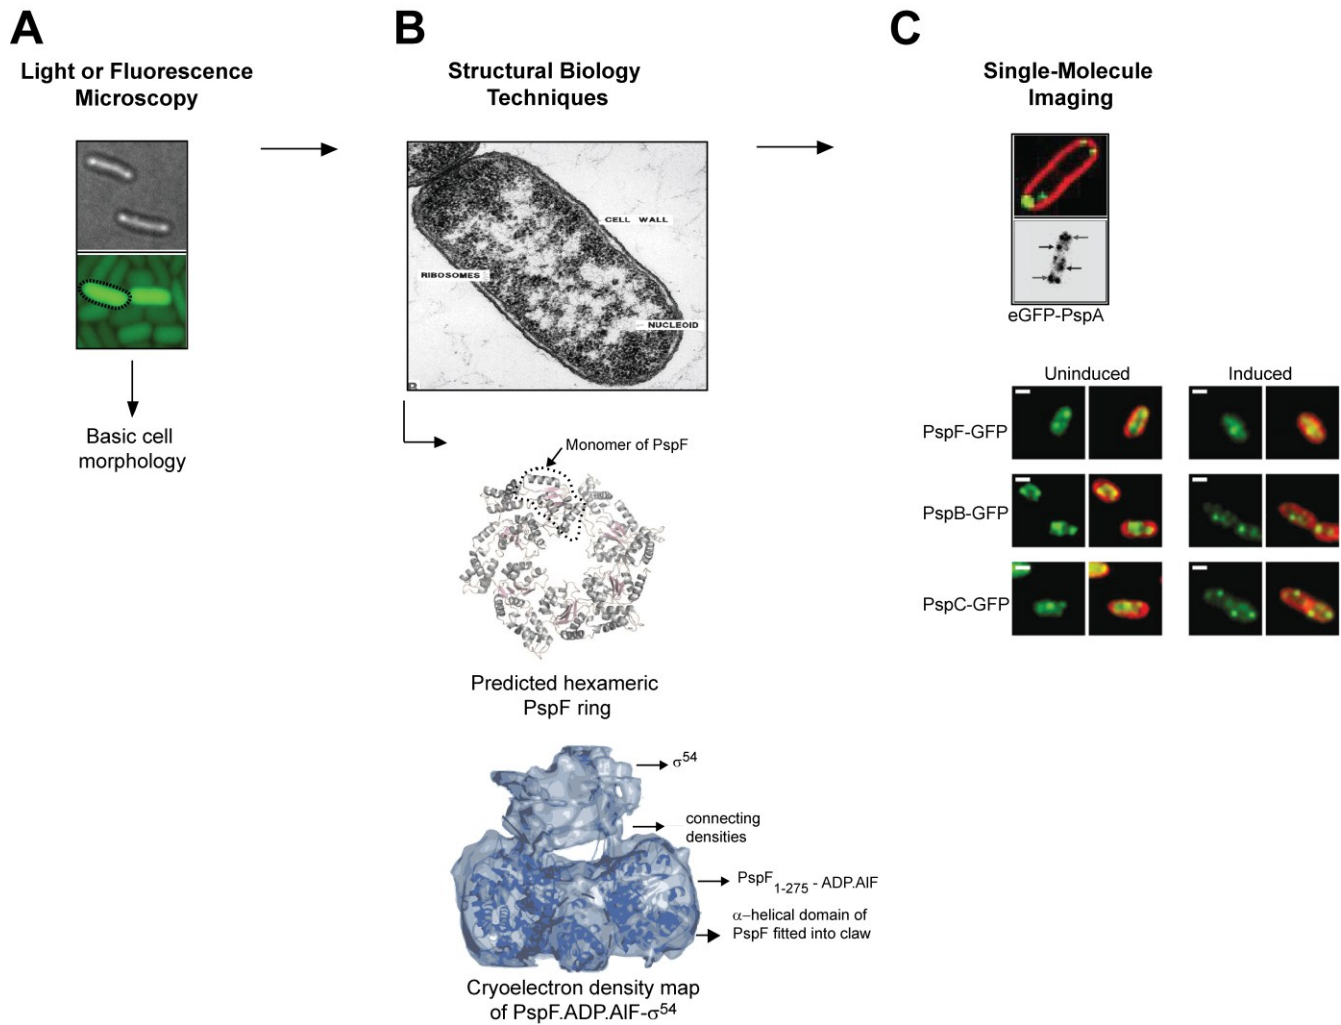 A
Light or Fluorescence
Microscopy
Basic cell
morphology
B
Structural Biology
Techniques
CELL WALL
RIBOSOMES
NUCLEOID
Monomer of PspF
Predicted hexameric
PspF ring
σ54
connecting
densities
PspF1-275 - ADP.AlF
α–helical domain of
PspF fitted into claw
Cryoelectron density map
of PspF.ADP.AlF-σ54
C
Single-Molecule
Imaging
eGFP-PspA
Uninduced Induced
PspF-GFP
PspB-GFP
PspC-GFP